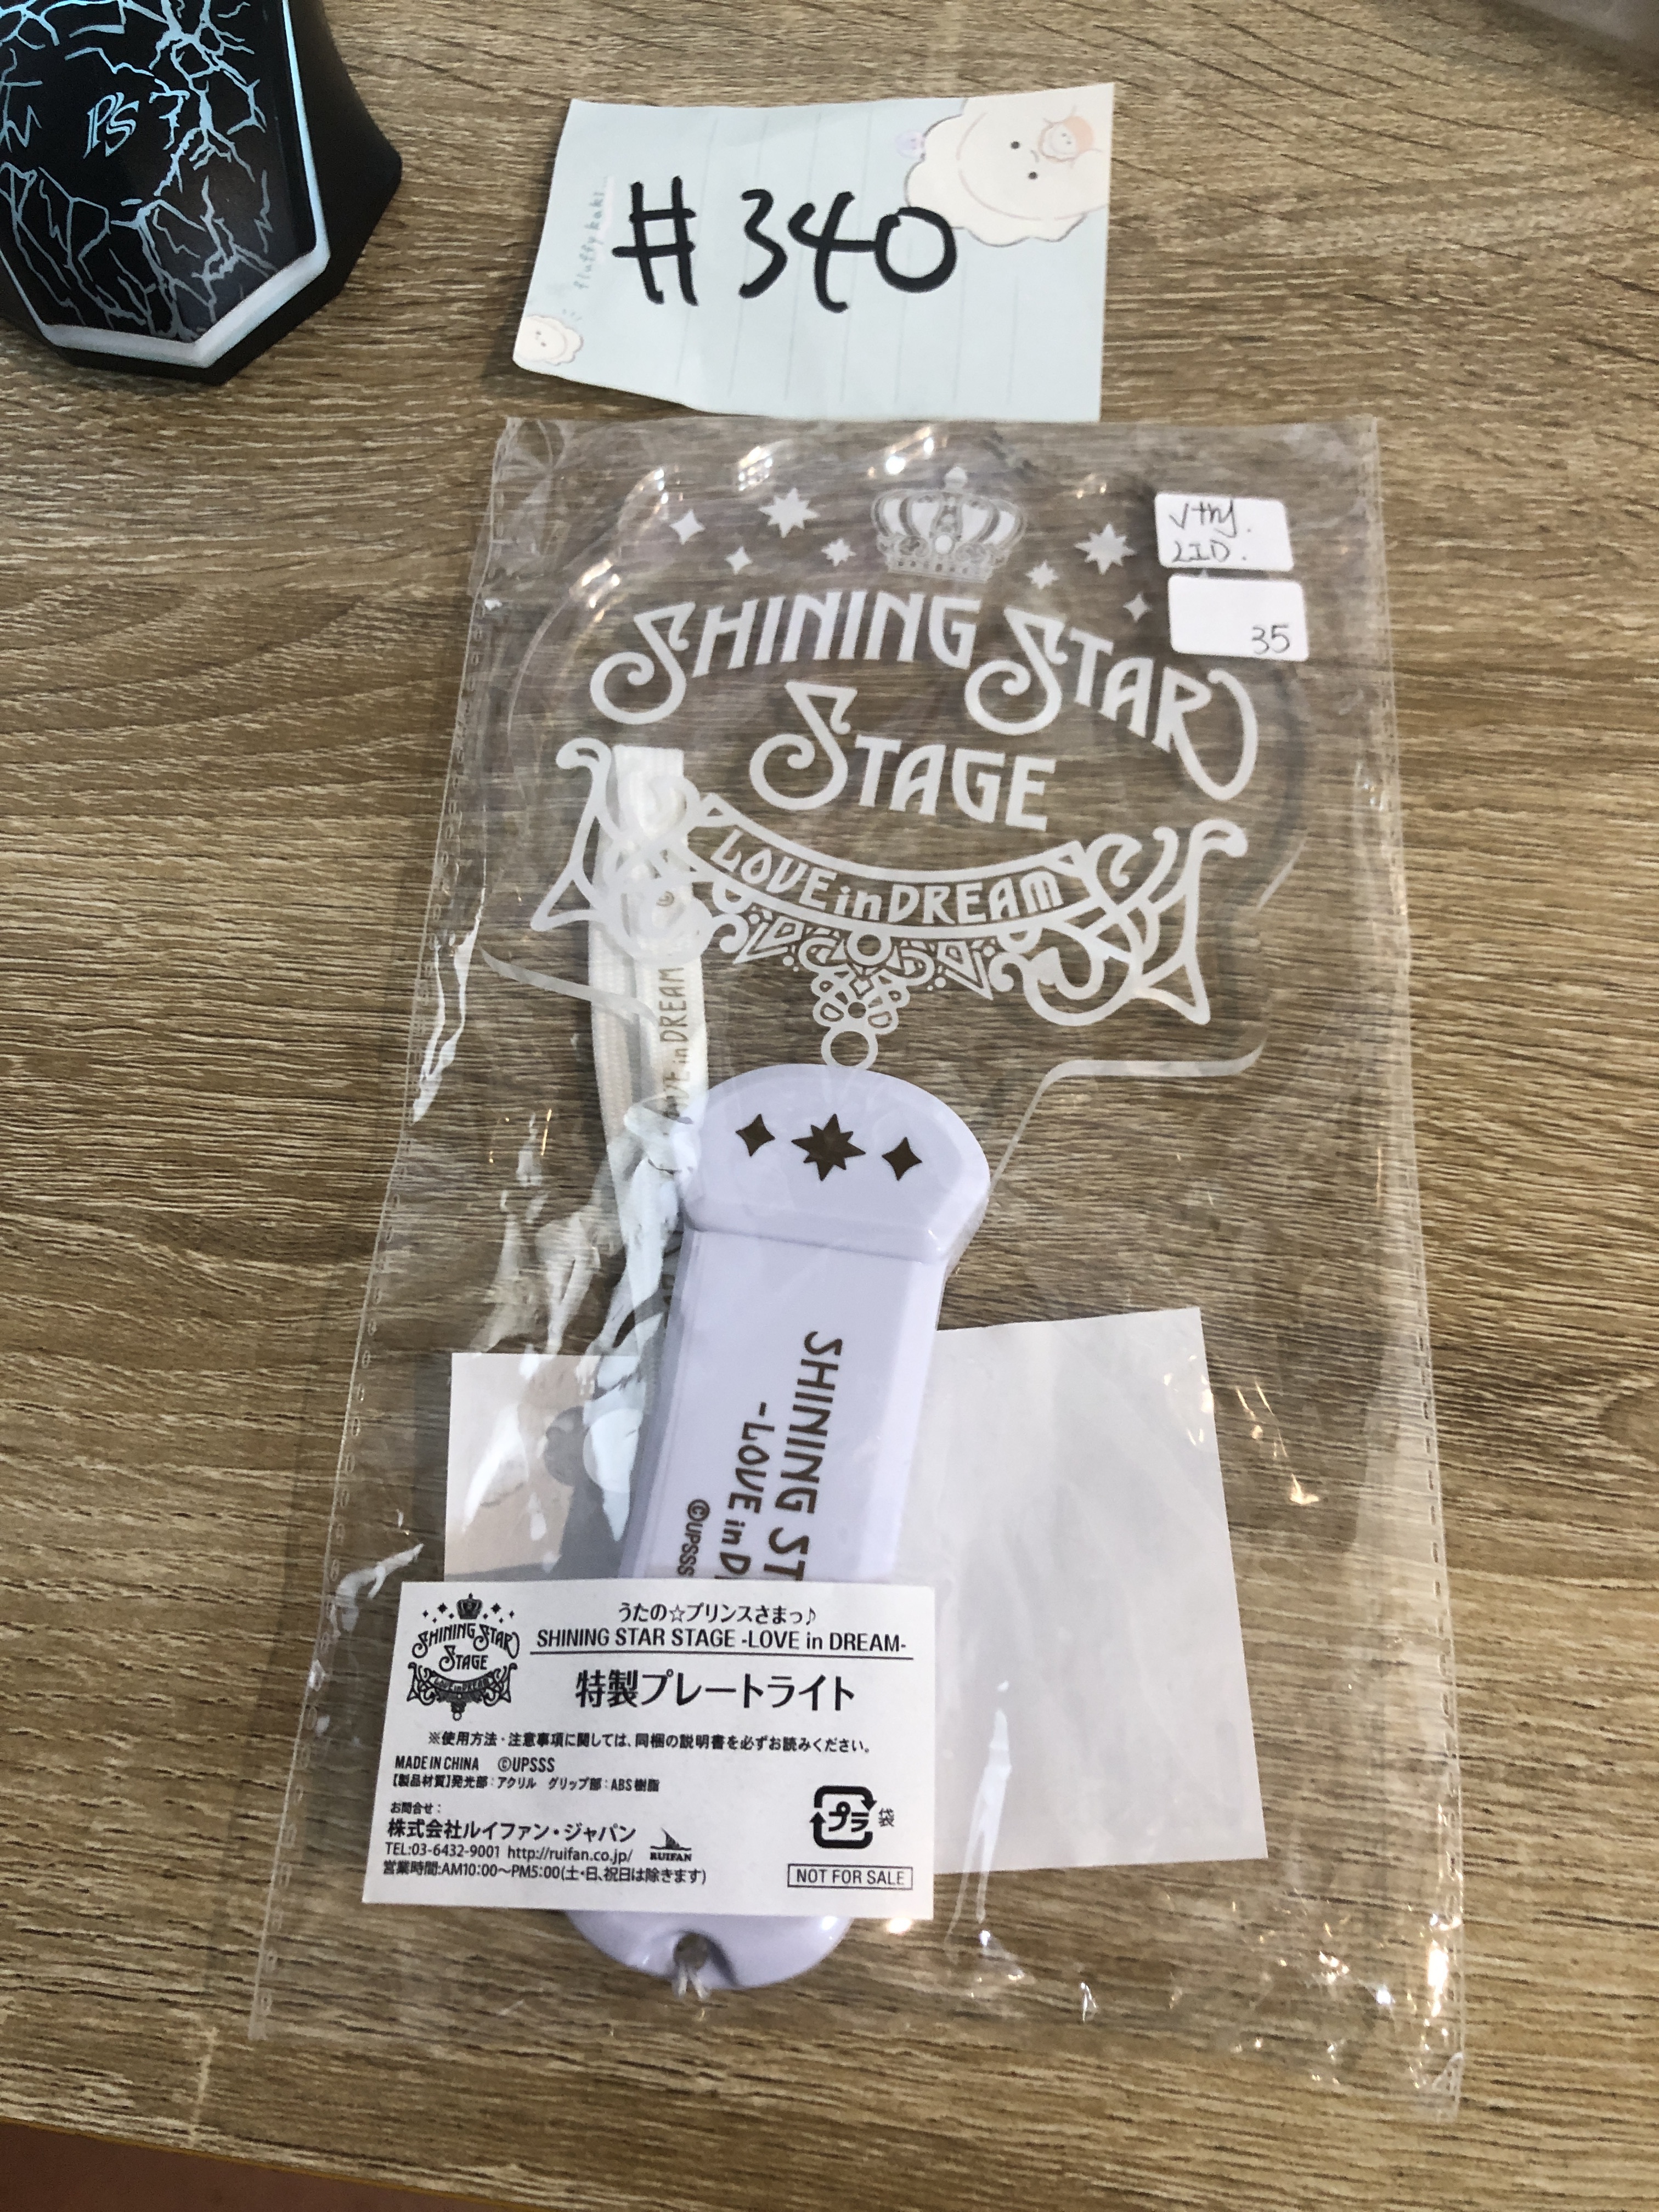 PS
#340
fluffy kaki
LID.
35
SHINING STAR
STAGE
LOVE in DREAM
in DREAM
SHINING ST
-LOVE in D
©UPSSS
SHINING STAR
STAGE
LOVE in DREAM
うたの☆プリンスさまっ♪
SHINING STAR STAGE -LOVE in DREAM-
特製プレートライト
※使用方法・注意事項に関しては、同梱の説明書を必ずお読みください。
MADE IN CHINA ©UPSSS
【製品材質】発光部：アクリル グリップ部：ABS樹脂
お問合せ：
株式会社ルイファン・ジャパン
TEL:03-6432-9001 http://ruifan.co.jp/
RUIFAN
営業時間:AM10:00〜PM5:00(土・日、祝日は除きます)
プラ
袋
NOT FOR SALE